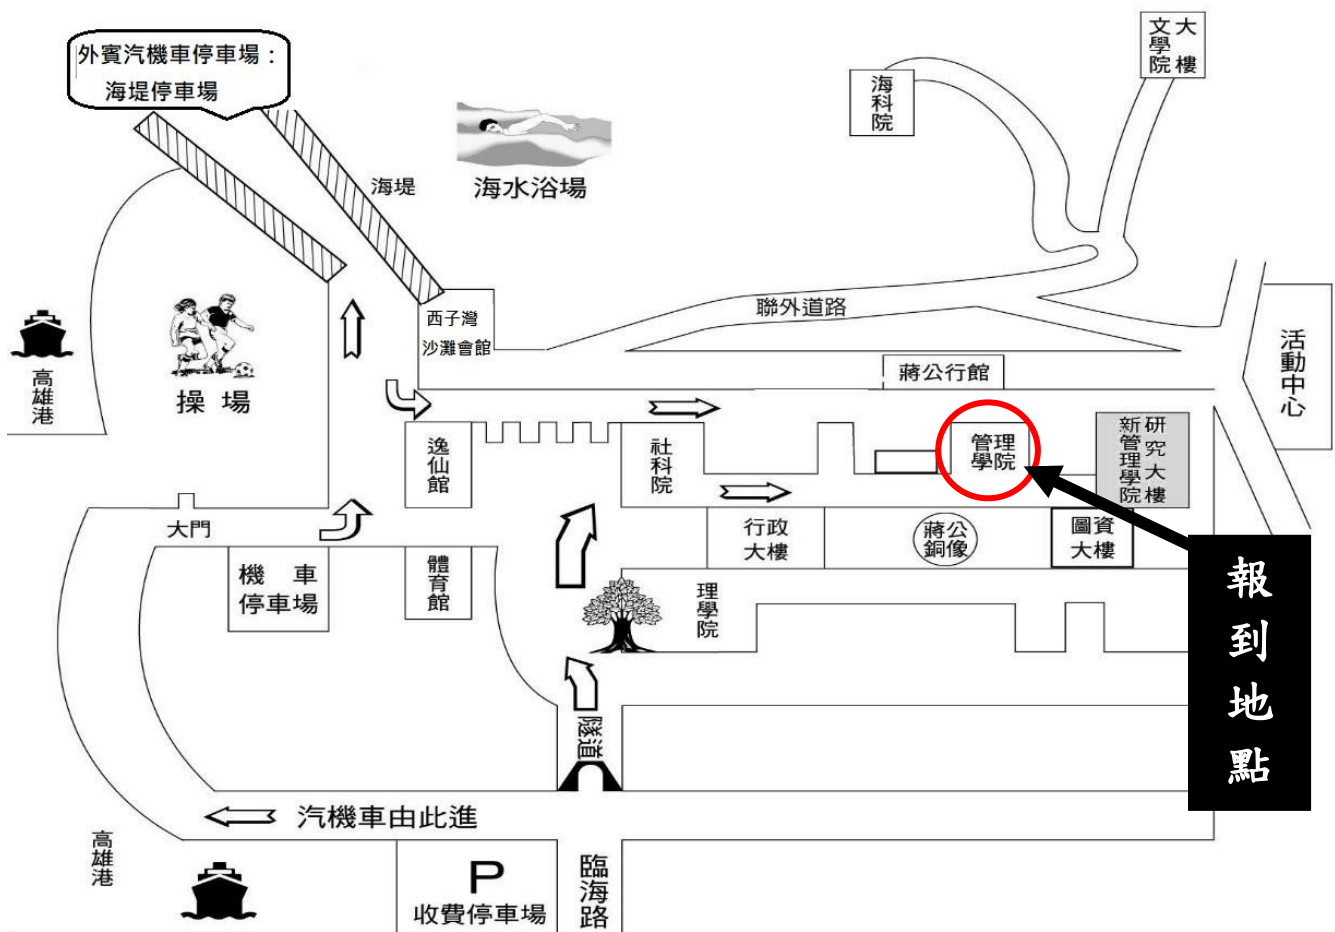 外賓汽機車停車場：
海堤停車場
大樓
文學院
海科院
海堤
海水浴場
聯外道路
西子灣
沙灘會館
活動中心
高雄港
操場
蔣公行館
逸仙館
社科院
管理
學院
研究大樓
新管理學院
大門
行政
大樓
蔣公
銅像
圖資
大樓
機車
停車場
體育館
理學院
報到地點
隧道
汽機車由此進
高雄港
P
收費停車場
臨海路